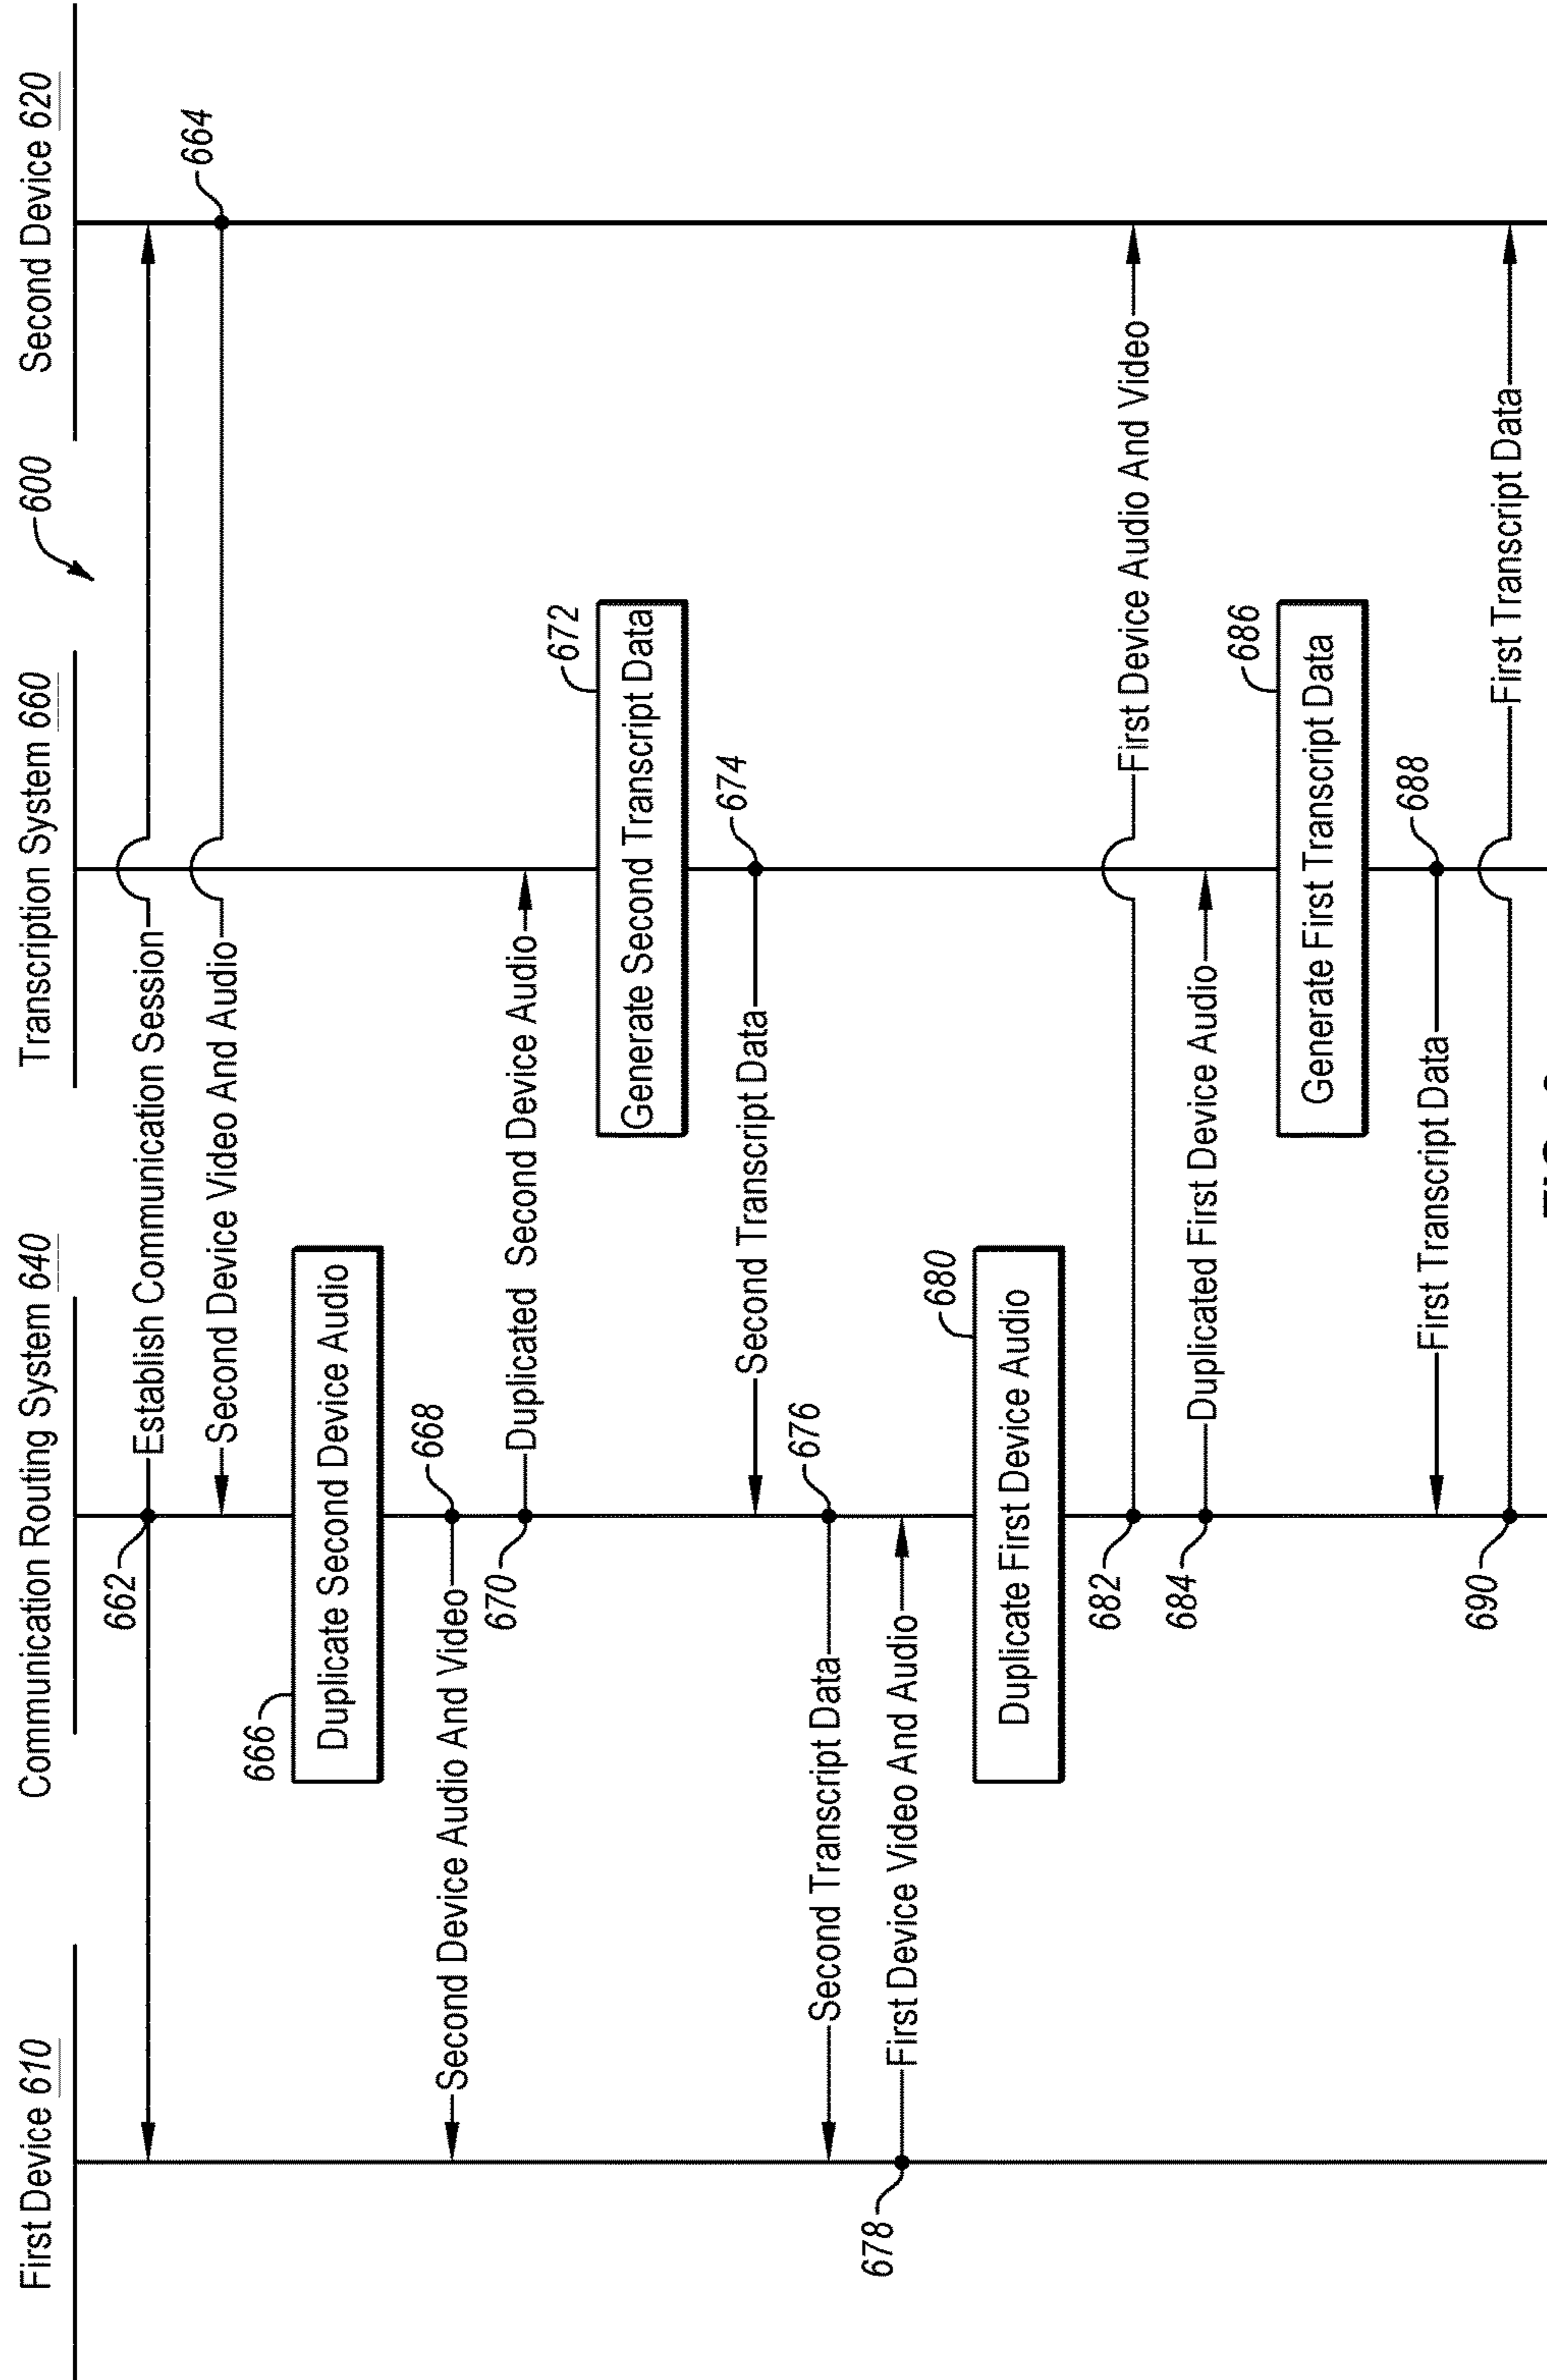 600
First Device 610
Communication Routing System 640
Transcription System 660
Second Device 620
662
Establish Communication Session
664
Second Device Video And Audio
666
Duplicate Second Device Audio
668
Second Device Audio And Video
670
Duplicated Second Device Audio
672
Generate Second Transcript Data
674
Second Transcript Data
676
Second Transcript Data
678
First Device Video And Audio
680
Duplicate First Device Audio
682
First Device Audio And Video
684
Duplicated First Device Audio
686
Generate First Transcript Data
688
First Transcript Data
690
First Transcript Data